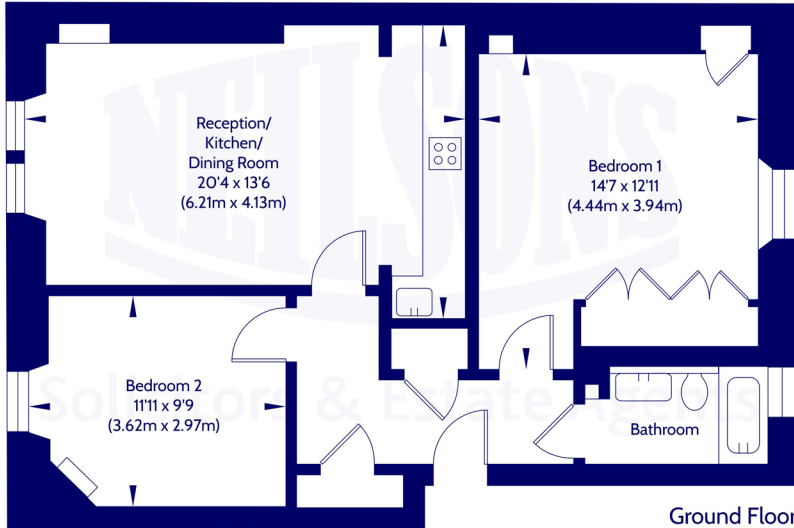 NEILSONS
Reception/
Kitchen/
Dining Room
20'4 x 13'6
(6.21m x 4.13m)
Bedroom 1
14'7 x 12'11
(4.44m x 3.94m)
Bedroom 2
11'11 x 9'9
(3.62m x 2.97m)
Solicitors & Estate Agents
Bathroom
Ground Floor